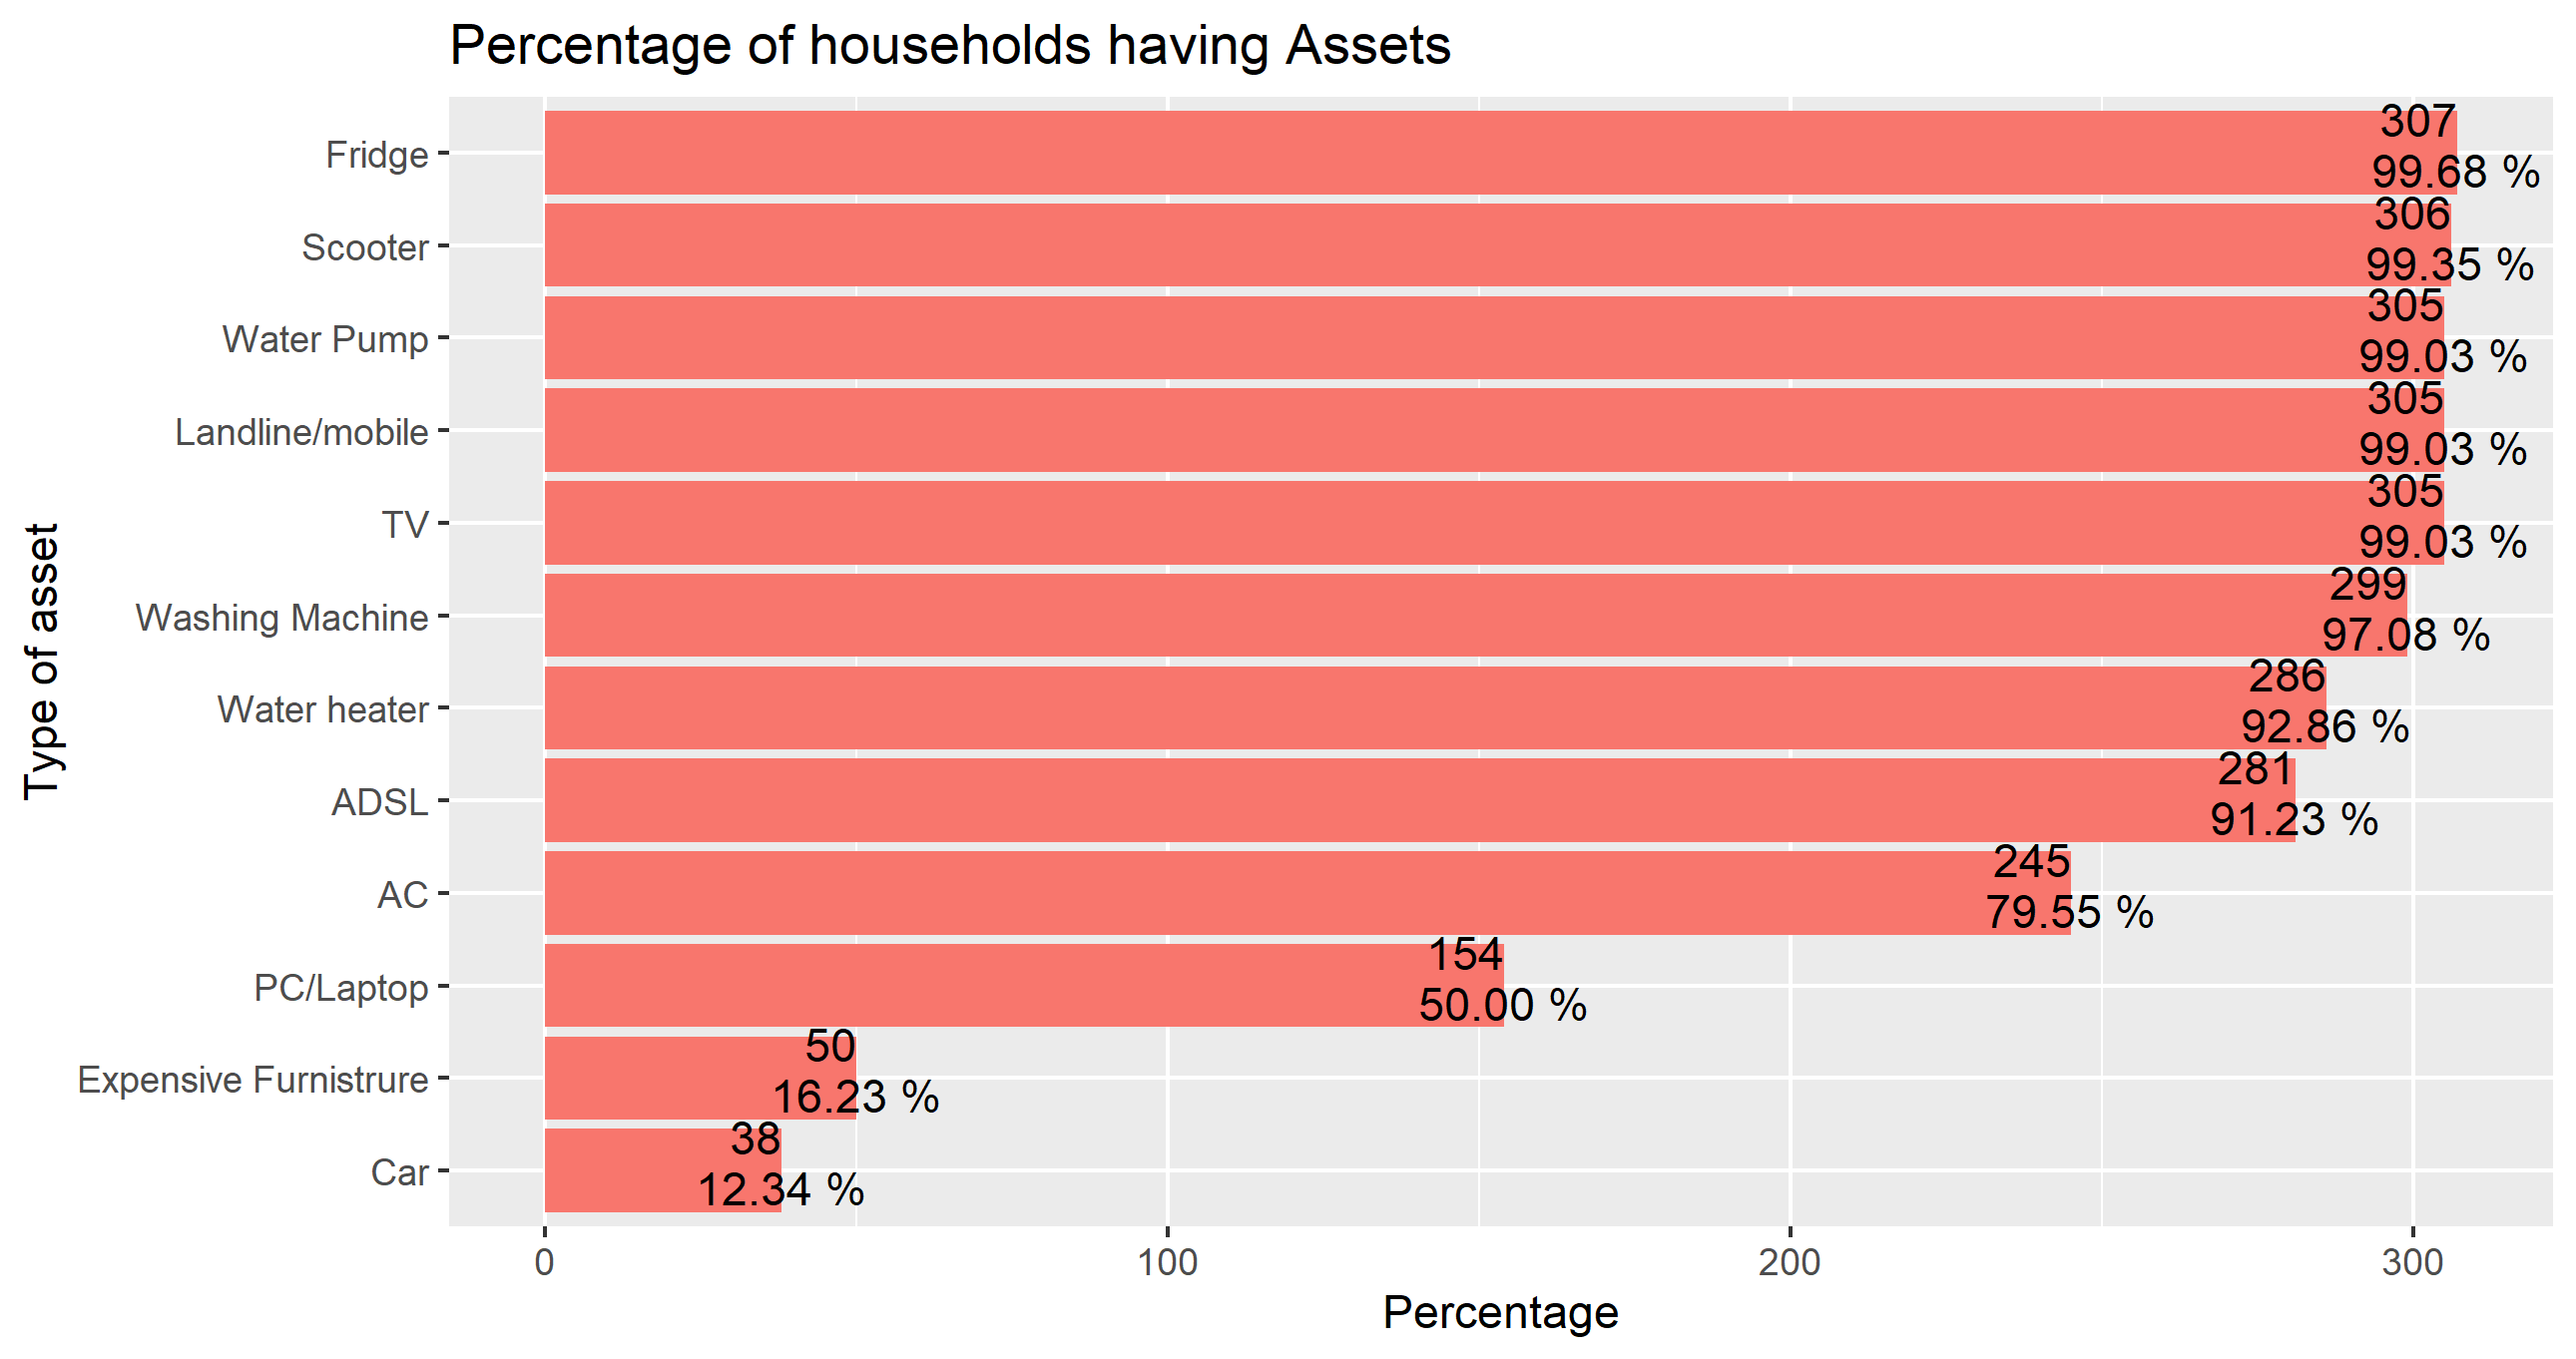 Percentage of households having Assets
Type of asset
Fridge
307
99.68 %
Scooter
306
99.35 %
Water Pump
305
99.03 %
Landline/mobile
305
99.03 %
TV
305
99.03 %
Washing Machine
299
97.08 %
Water heater
286
92.86 %
ADSL
281
91.23 %
AC
245
79.55 %
PC/Laptop
154
50.00 %
Expensive Furnistrure
50
16.23 %
Car
38
12.34 %
0
100
200
300
Percentage